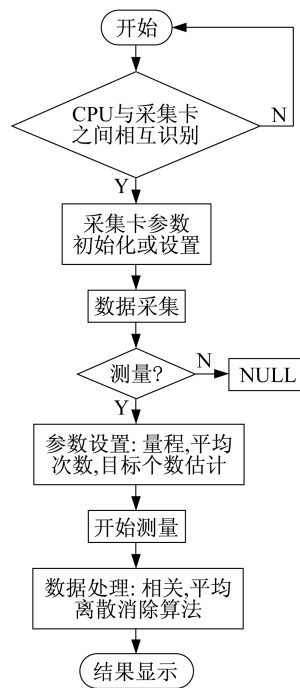 开始
CPU与采集卡
之间相互识别
N
Y
采集卡参数
初始化或设置
数据采集
测量?
N
NULL
Y
参数设置: 量程,平均
次数,目标个数估计
开始测量
数据处理: 相关,平均
离散消除算法
结果显示